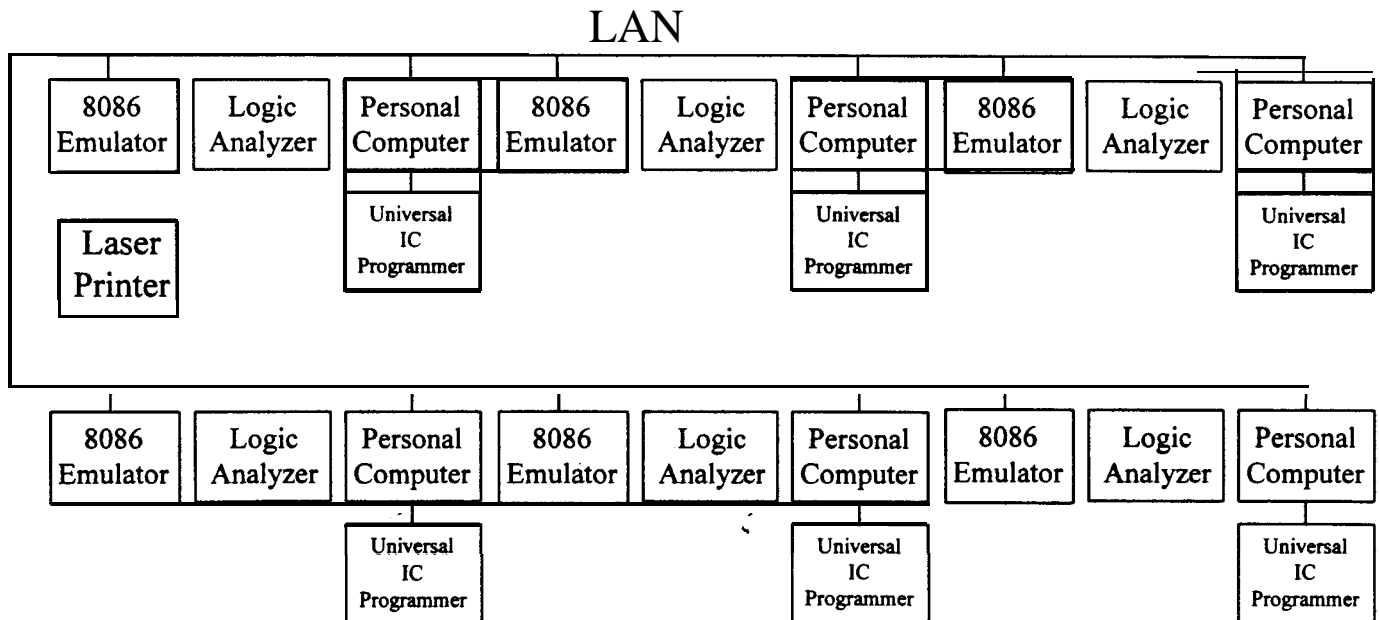 LAN
8086
Emulator
Logic
Analyzer
Personal
Computer
8086
Emulator
Logic
Analyzer
Personal
Computer
8086
Emulator
Logic
Analyzer
Personal
Computer
Universal
IC
Programmer
Universal
IC
Programmer
Universal
IC
Programmer
Laser
Printer
8086
Emulator
Logic
Analyzer
Personal
Computer
8086
Emulator
Logic
Analyzer
Personal
Computer
8086
Emulator
Logic
Analyzer
Personal
Computer
Universal
IC
Programmer
Universal
IC
Programmer
Universal
IC
Programmer